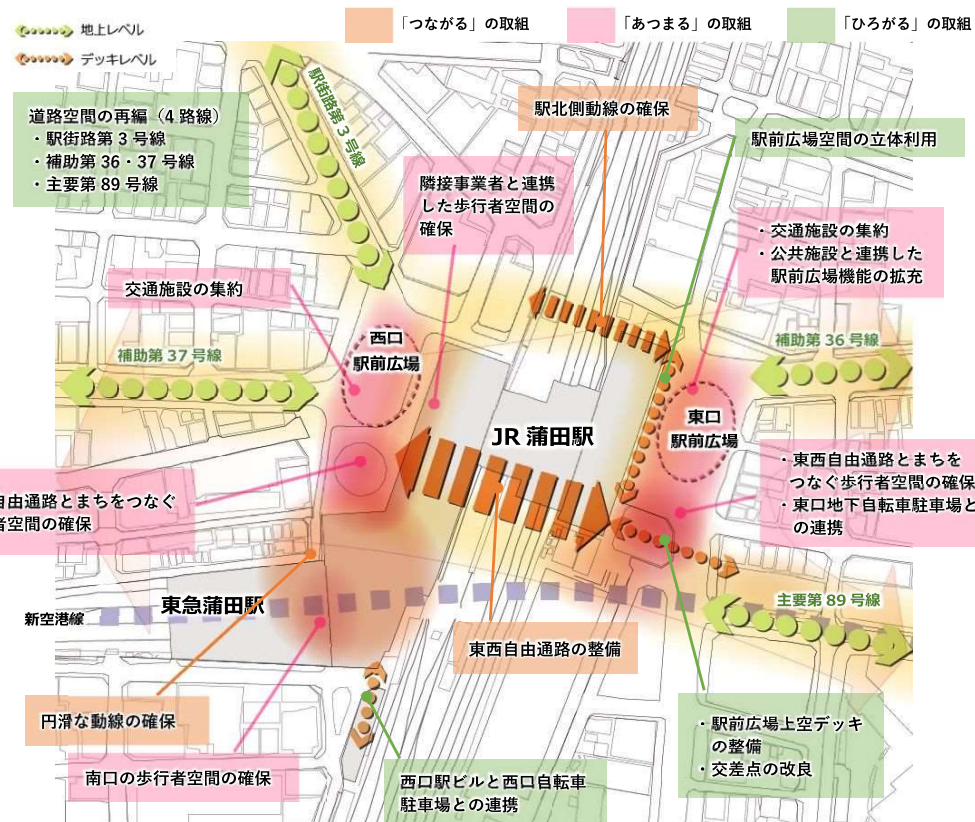 地上レベル
デッキレベル
「つながる」の取組
「あつまる」の取組
「ひろがる」の取組
道路空間の再編（4 路線）
・駅街路第 3 号線
・補助第 36・37 号線
・主要第 89 号線
駅街路第 3 号線
駅北側動線の確保
駅前広場空間の立体利用
隣接事業者と連携
した歩行者空間の
確保
・交通施設の集約
・公共施設と連携した
駅前広場機能の拡充
交通施設の集約
西口
駅前広場
補助第 37 号線
補助第 36 号線
東口
駅前広場
JR 蒲田駅
・東西自由通路とまちを
つなぐ歩行者空間の確保
・東口地下自転車駐車場と
の連携
自由通路とまちをつなぐ
者空間の確保
東急蒲田駅
新空港線
主要第 89 号線
東西自由通路の整備
円滑な動線の確保
・駅前広場上空デッキ
の整備
・交差点の改良
南口の歩行者空間の確保
西口駅ビルと西口自転車
駐車場との連携